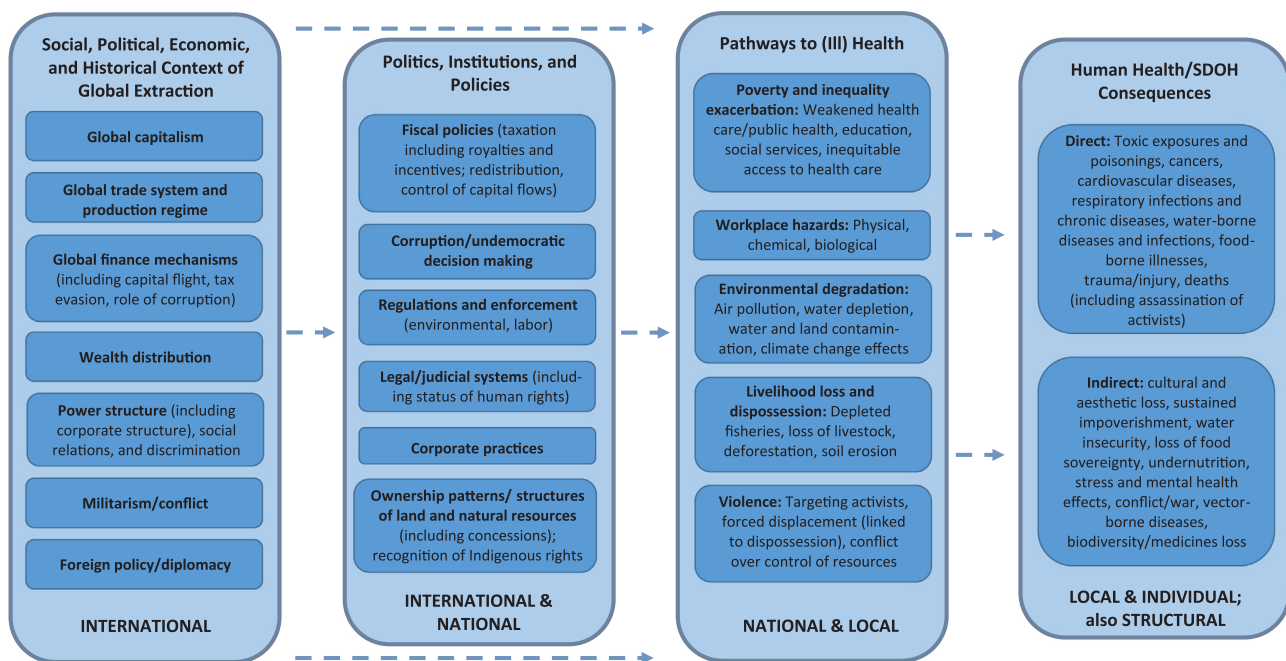 Social, Political, Economic,
and Historical Context of
Global Extraction
Global capitalism
Global trade system and
production regime
Global finance mechanisms
(including capital flight, tax
evasion, role of corruption)
Wealth distribution
Power structure (including
corporate structure), social
relations, and discrimination
Militarism/conflict
Foreign policy/diplomacy
INTERNATIONAL
Politics, Institutions, and
Policies
Fiscal policies (taxation
including royalties and
incentives; redistribution,
control of capital flows)
Corruption/undemocratic
decision making
Regulations and enforcement
(environmental, labor)
Legal/judicial systems (includ-
ing status of human rights)
Corporate practices
Ownership patterns/ structures
of land and natural resources
(including concessions);
recognition of Indigenous rights
INTERNATIONAL &
NATIONAL
Pathways to (Ill) Health
Poverty and inequality
exacerbation: Weakened health
care/public health, education,
social services, inequitable
access to health care
Workplace hazards: Physical,
chemical, biological
Environmental degradation:
Air pollution, water depletion,
water and land contamin-
ation, climate change effects
Livelihood loss and
dispossession: Depleted
fisheries, loss of livestock,
deforestation, soil erosion
Violence: Targeting activists,
forced displacement (linked
to dispossession), conflict
over control of resources
NATIONAL & LOCAL
Human Health/SDOH
Consequences
Direct: Toxic exposures and
poisonings, cancers,
cardiovascular diseases,
respiratory infections and
chronic diseases, water-borne
diseases and infections, food-
borne illnesses,
trauma/injury, deaths
(including assassination of
activists)
Indirect: cultural and
aesthetic loss, sustained
impoverishment, water
insecurity, loss of food
sovereignty, undernutrition,
stress and mental health
effects, conflict/war, vector-
borne diseases,
biodiversity/medicines loss
LOCAL & INDIVIDUAL;
also STRUCTURAL